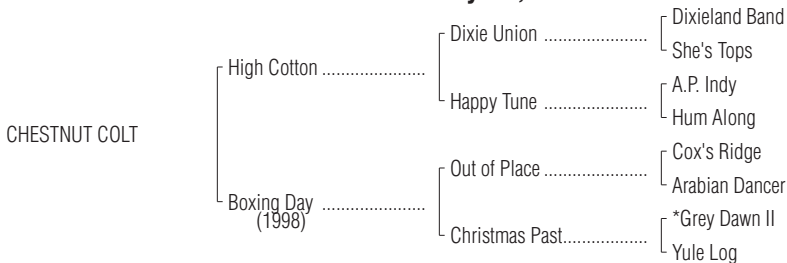 Dixieland Band
Dixie Union ....................
She's Tops
High Cotton ......................
A.P. Indy
Happy Tune ....................
Hum Along
CHESTNUT COLT
Cox's Ridge
Out of Place ....................
Arabian Dancer
Boxing Day ......................
(1998)
*Grey Dawn II
Christmas Past.................
Yule Log